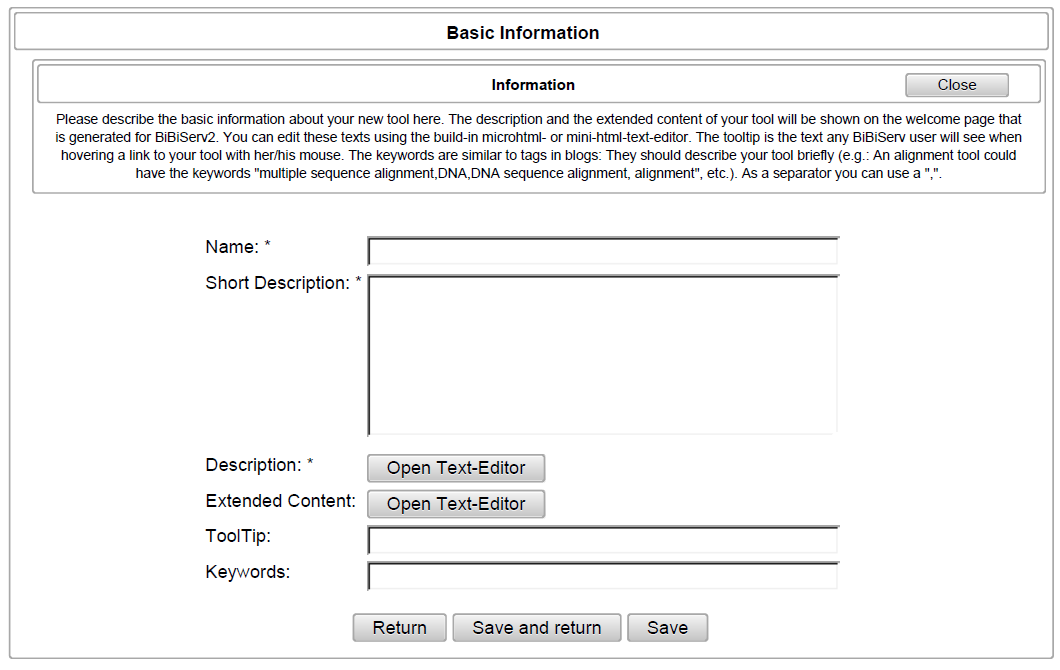 Basic Information
Information
Close
Please describe the basic information about your new tool here. The description and the extended content of your tool will be shown on the welcome page that
is generated for BiBiServ2. You can edit these texts using the build-in microhtml- or mini-html-text-editor. The tooltip is the text any BiBiServ user will see when
hovering a link to your tool with her/his mouse. The keywords are similar to tags in blogs: They should describe your tool briefly (e.g.: An alignment tool could
have the keywords "multiple sequence alignment,DNA,DNA sequence alignment, alignment", etc.). As a separator you can use a ",".
Name: *
Short Description: *
Description: * Open Text-Editor
Extended Content: Open Text-Editor
ToolTip:
Keywords:
Return Save and return Save